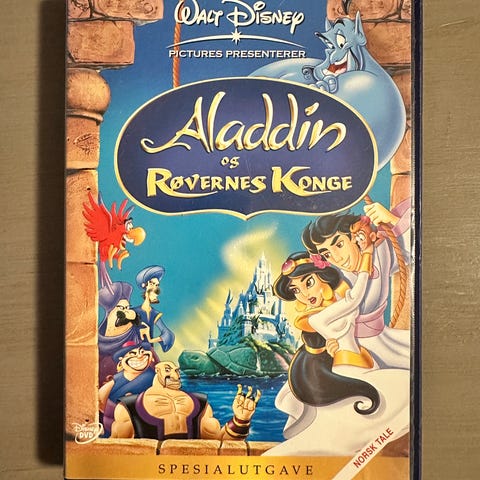 Walt Disney
PICTURES PRESENTERER
Aladdin
og
RØVERNES KONGE
Disney
DVD
NORSK TALE
SPESIALUTGAVE